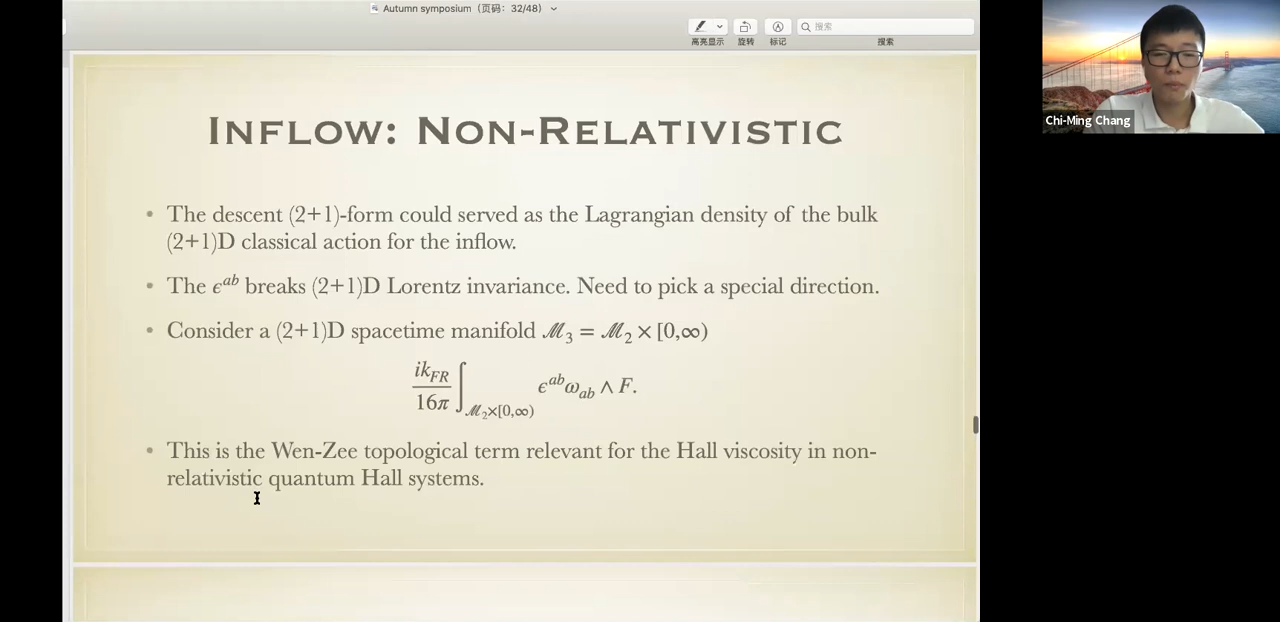 Autumn symposium (页码: 32/48)
高亮显示
旋转
标记
搜索
搜索
Chi-Ming Chang
INFLOW: NON-RELATIVISTIC
• The descent (2+1)-form could served as the Lagrangian density of the bulk
(2+1)D classical action for the inflow.
• The ϵ^{ab} breaks (2+1)D Lorentz invariance. Need to pick a special direction.
• Consider a (2+1)D spacetime manifold ℳ_3 = ℳ_2 × [0,∞)
\frac{ik_{FR}}{16π} ∫_{ℳ_2×[0,∞)} ϵ^{ab}ω_{ab} ∧ F.
• This is the Wen-Zee topological term relevant for the Hall viscosity in non-
relativistic quantum Hall systems.